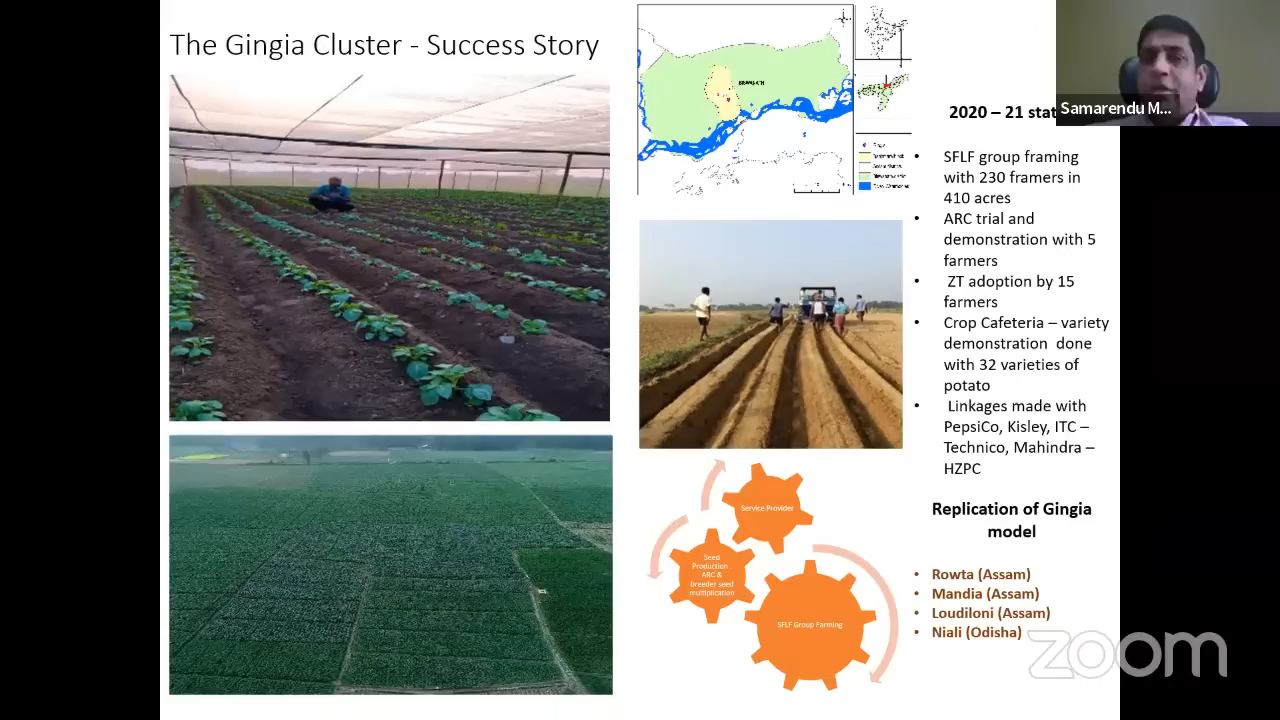 The Gingia Cluster - Success Story
2020 – 21 stat
Samarendu M...
SFLF group framing
with 230 framers in
410 acres
ARC trial and
demonstration with 5
farmers
ZT adoption by 15
farmers
Crop Cafeteria – variety
demonstration done
with 32 varieties of
potato
Linkages made with
PepsiCo, Kisley, ITC –
Technico, Mahindra –
HZPC
Service Provider
Seed
Production
ARC &
breeder seed
multiplication
SFLF Group Farming
Replication of Gingia
model
Rowta (Assam)
Mandia (Assam)
Loudiloni (Assam)
Niali (Odisha)
zoom